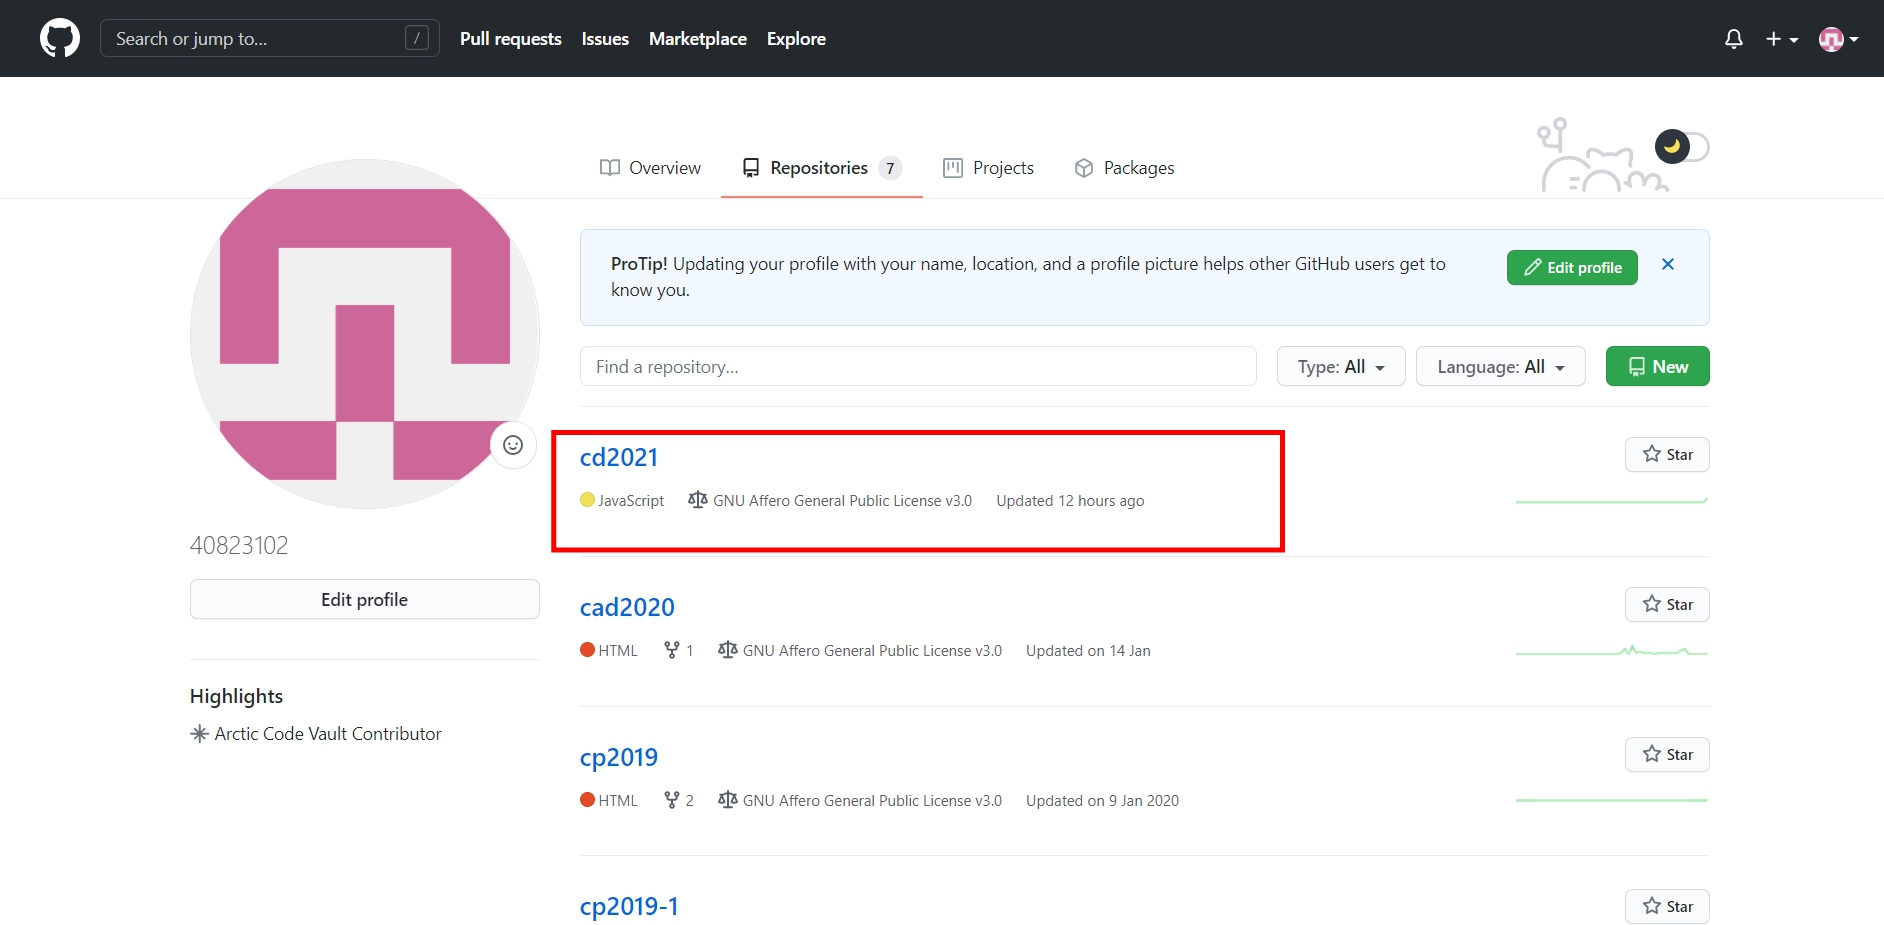 Search or jump to... /
Pull requests Issues Marketplace Explore
Overview Repositories 7 Projects Packages
ProTip! Updating your profile with your name, location, and a profile picture helps other GitHub users get to
know you.
Edit profile
Find a repository...
Type: All
Language: All
New
cd2021
Star
JavaScript GNU Affero General Public License v3.0 Updated 12 hours ago
40823102
Edit profile
Highlights
Arctic Code Vault Contributor
cad2020
Star
HTML 1 GNU Affero General Public License v3.0 Updated on 14 Jan
cp2019
Star
HTML 2 GNU Affero General Public License v3.0 Updated on 9 Jan 2020
cp2019-1
Star